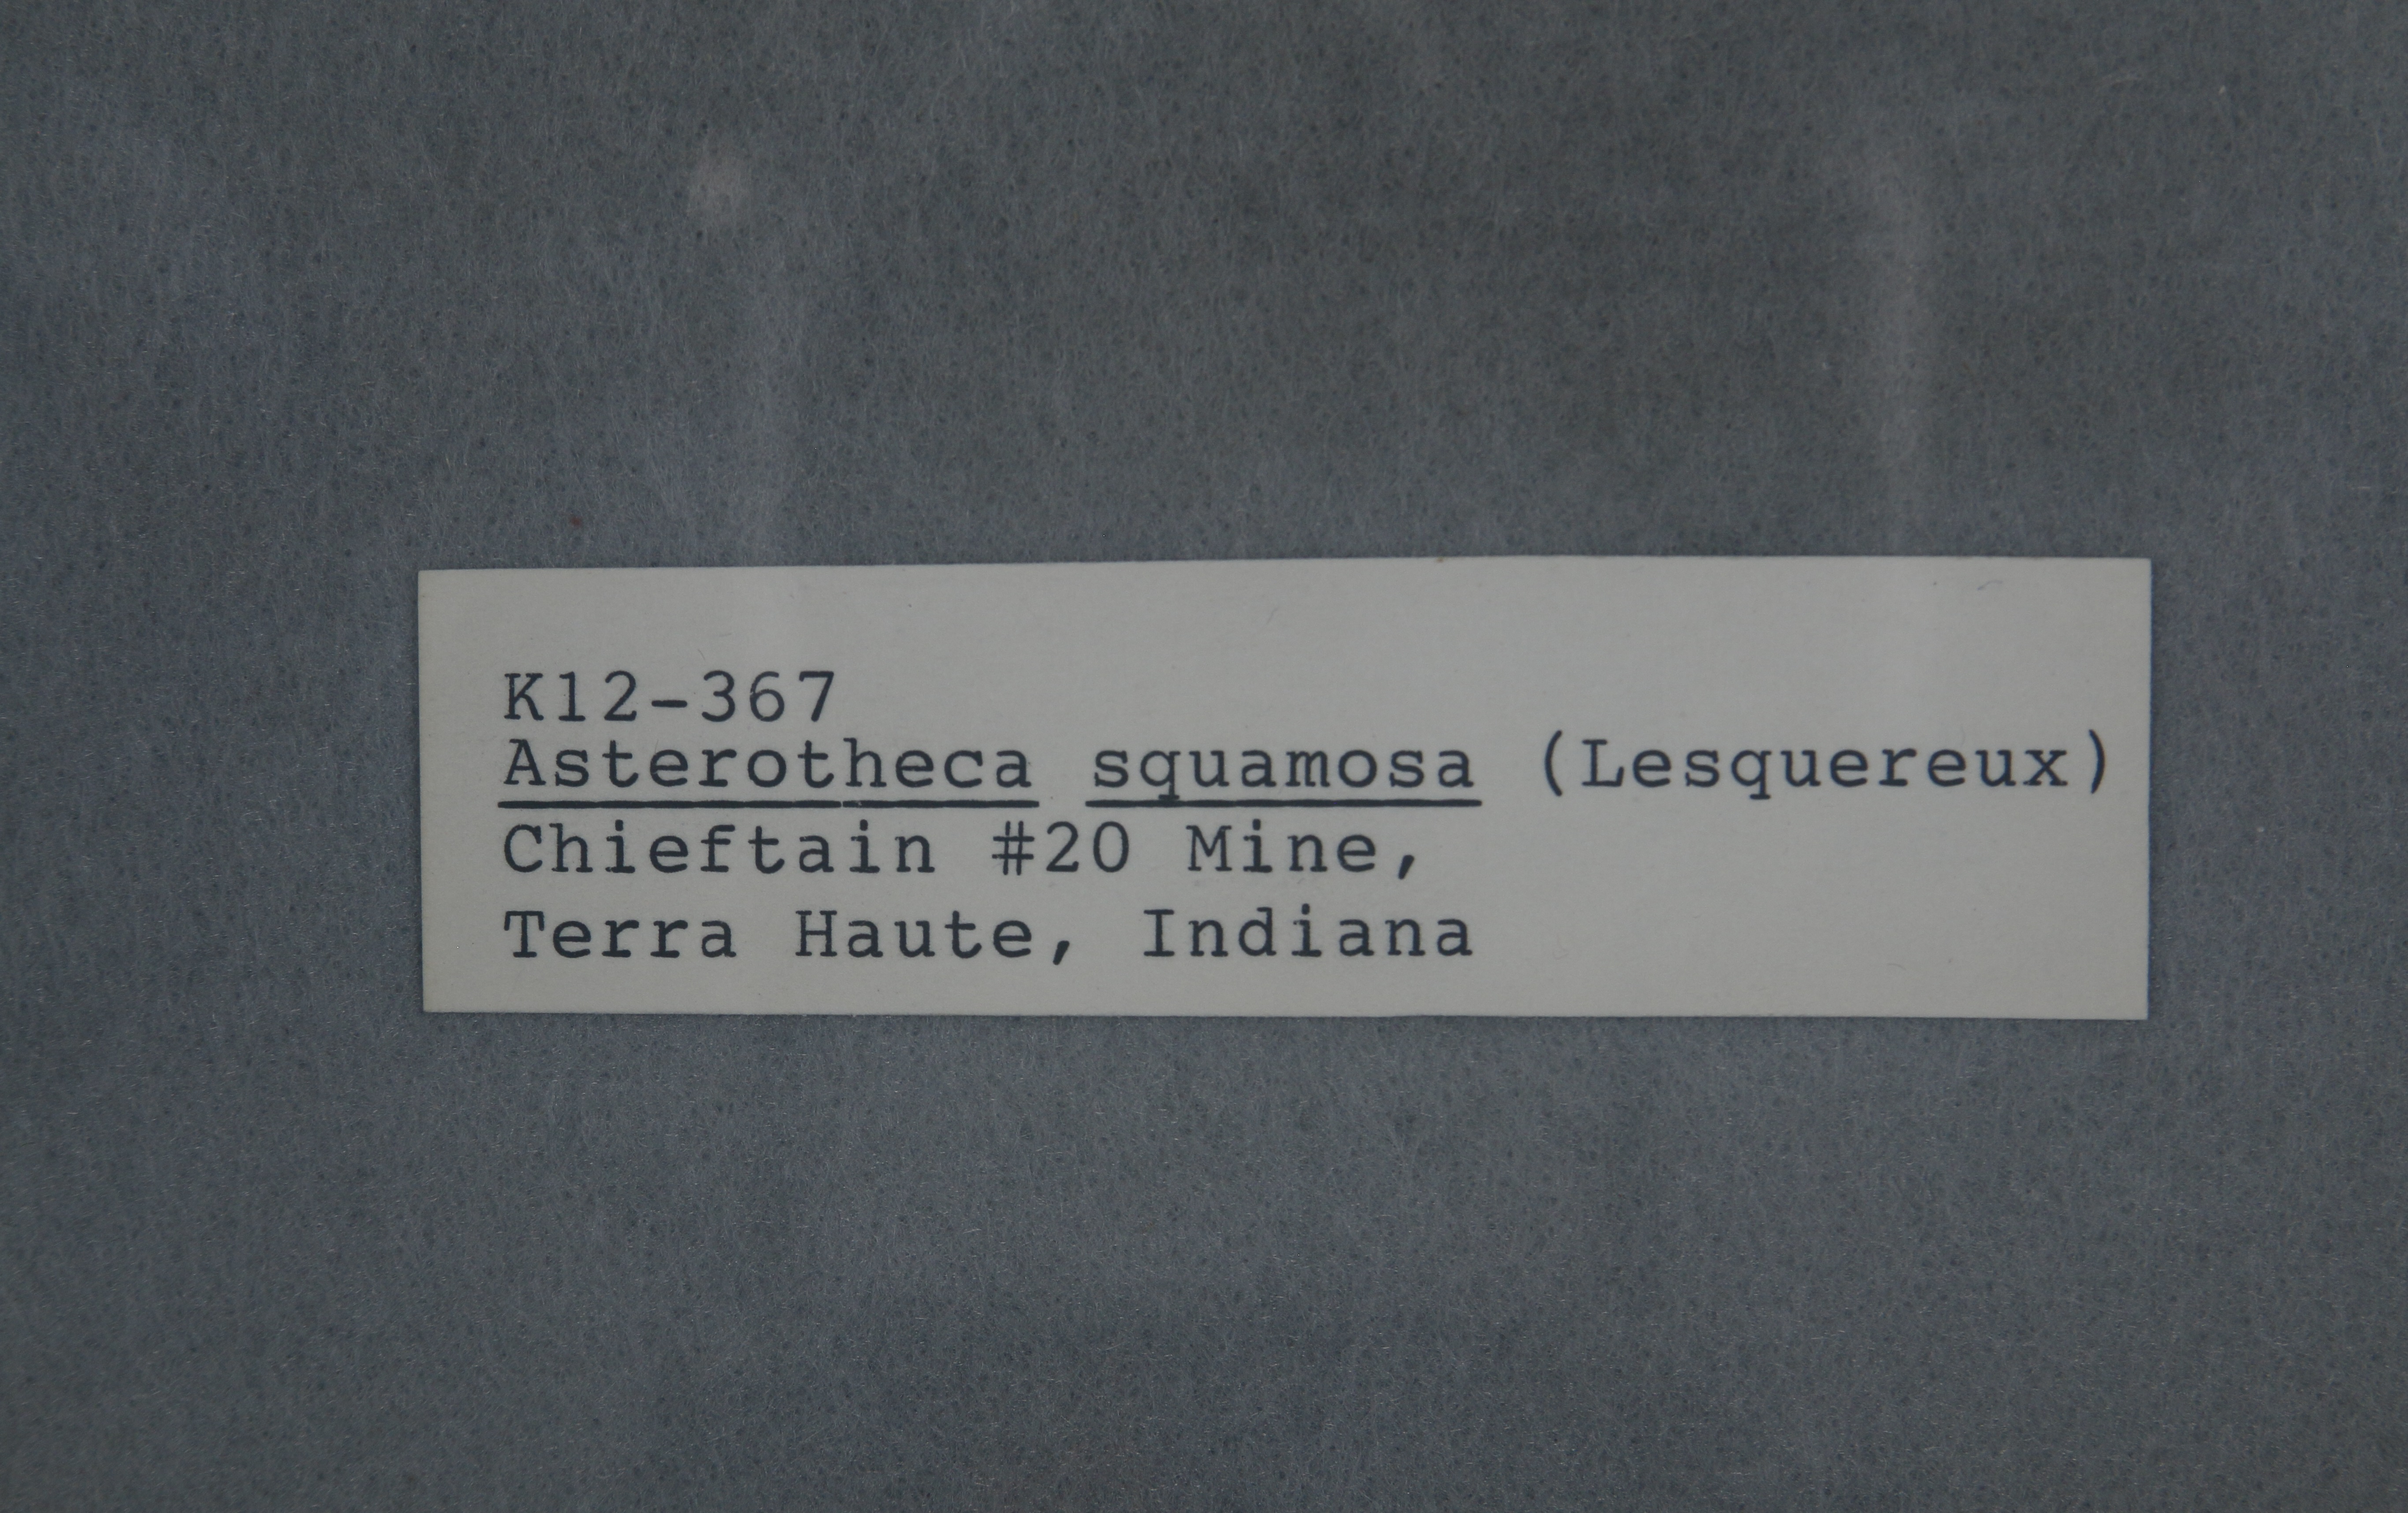 K12-367
Asterotheca squamosa (Lesquereux)
Chieftain #20 Mine,
Terra Haute, Indiana